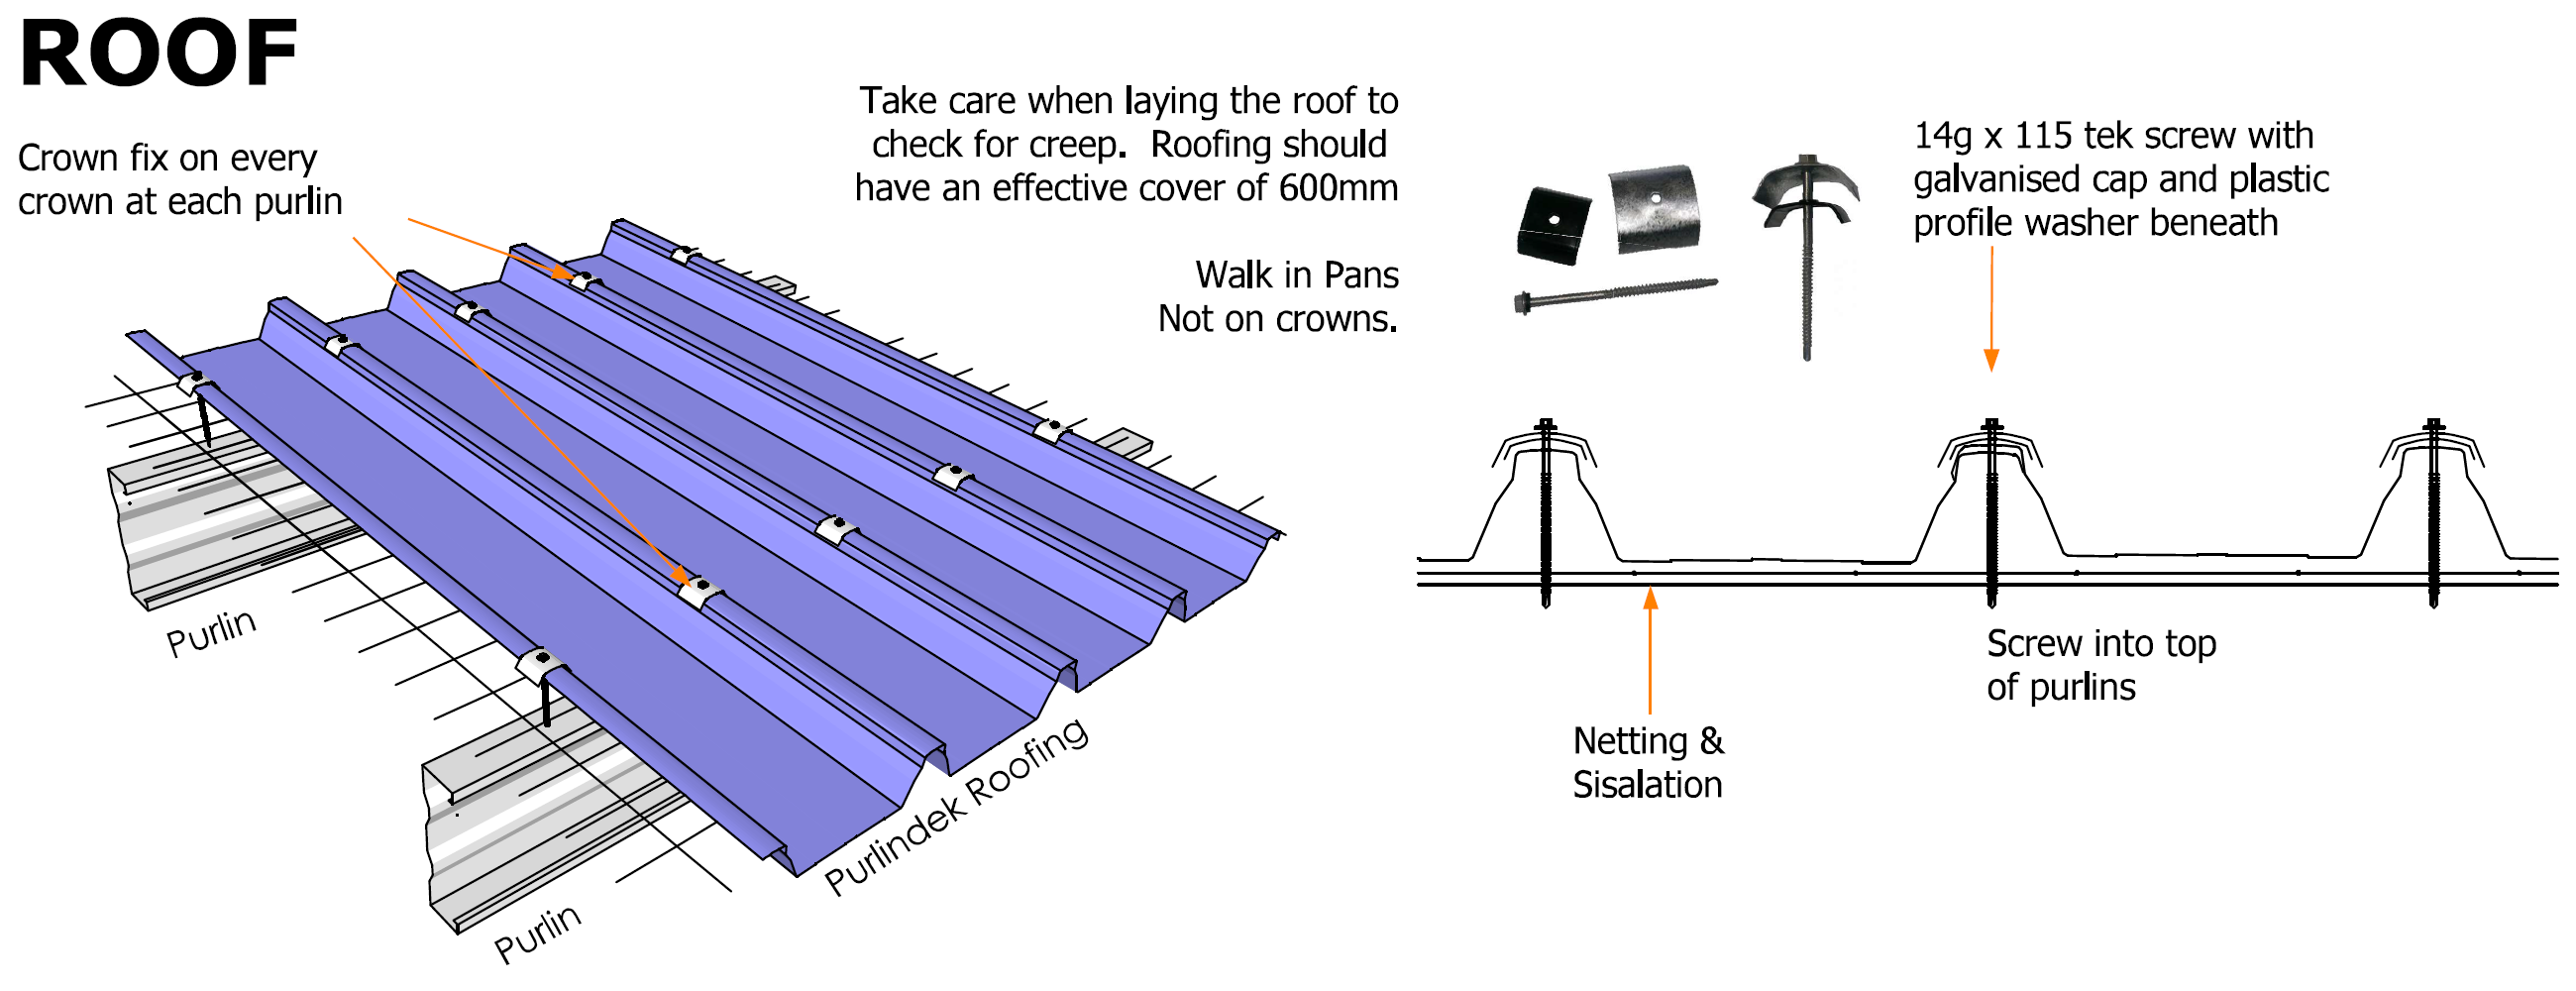 ROOF
Crown fix on every
crown at each purlin
Take care when laying the roof to
check for creep.  Roofing should
have an effective cover of 600mm
Walk in Pans
Not on crowns.
14g x 115 tek screw with
galvanised cap and plastic
profile washer beneath
Purlin
Purlin
Purlindek Roofing
Screw into top
of purlins
Netting &
Sisalation